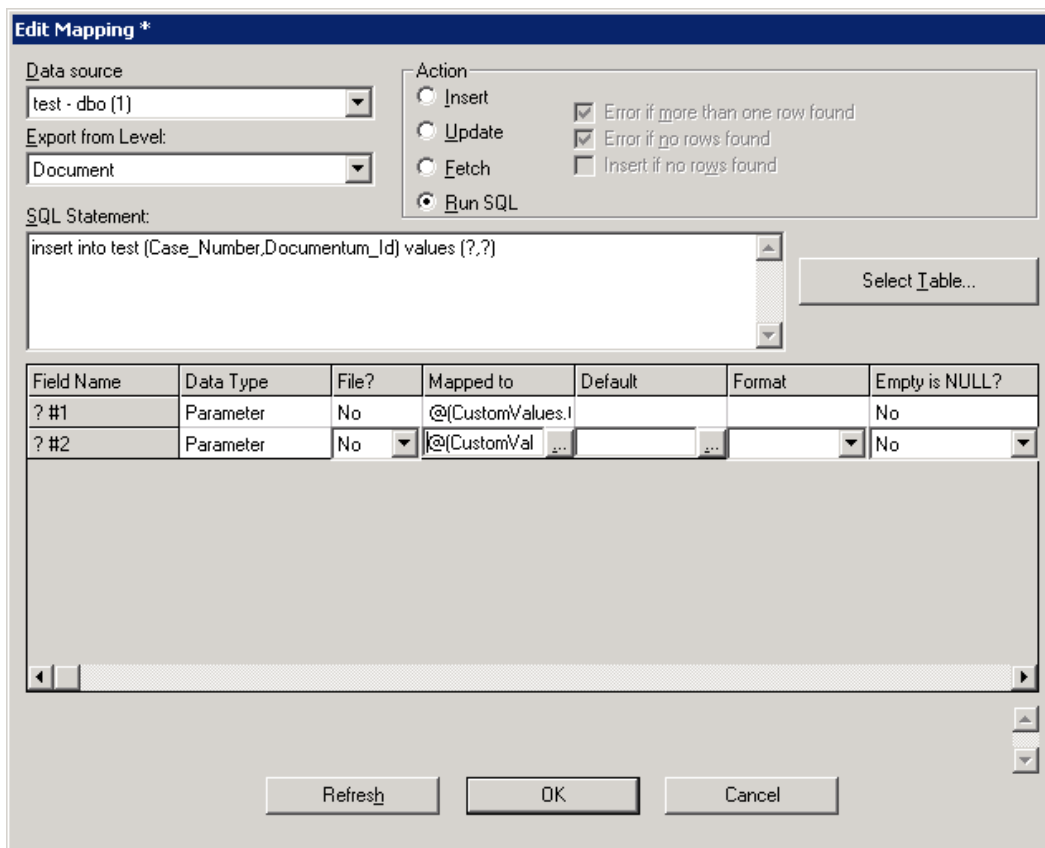 Edit Mapping *
Data source
test - dbo (1)
Export from Level:
Document
Action
Insert
Update
Fetch
Run SQL
Error if more than one row found
Error if no rows found
Insert if no rows found
SQL Statement:
insert into test (Case_Number,Documentum_Id) values (?,?)
Select Table...
Field Name Data Type File? Mapped to Default Format Empty is NULL?
? #1 Parameter No @(CustomValues. No
? #2 Parameter No @(CustomVal ... ... No
Refresh OK Cancel